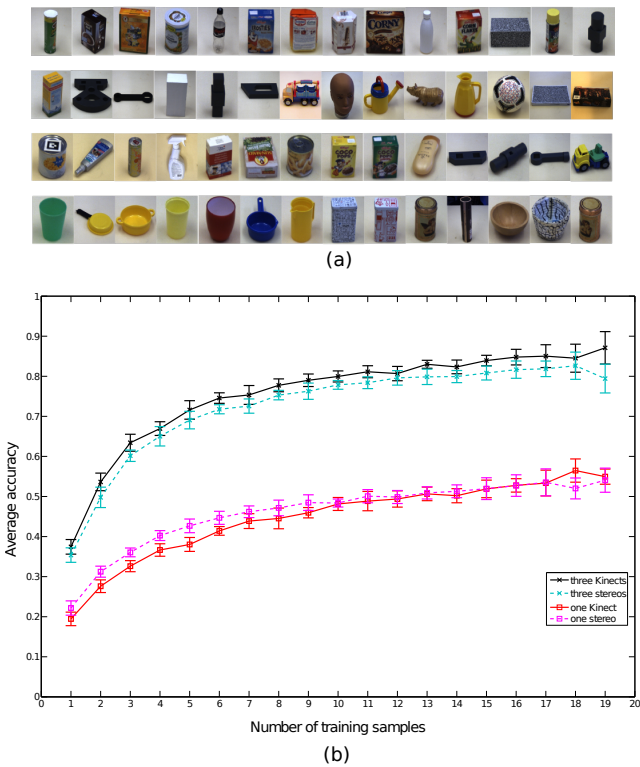 CORNY
CORN FLAKES
(a)
1
0.9
0.8
0.7
0.6
0.5
0.4
0.3
0.2
0.1
0
Average accuracy
three Kinects
three stereos
one Kinect
one stereo
0 1 2 3 4 5 6 7 8 9 10 11 12 13 14 15 16 17 18 19 20
Number of training samples
(b)